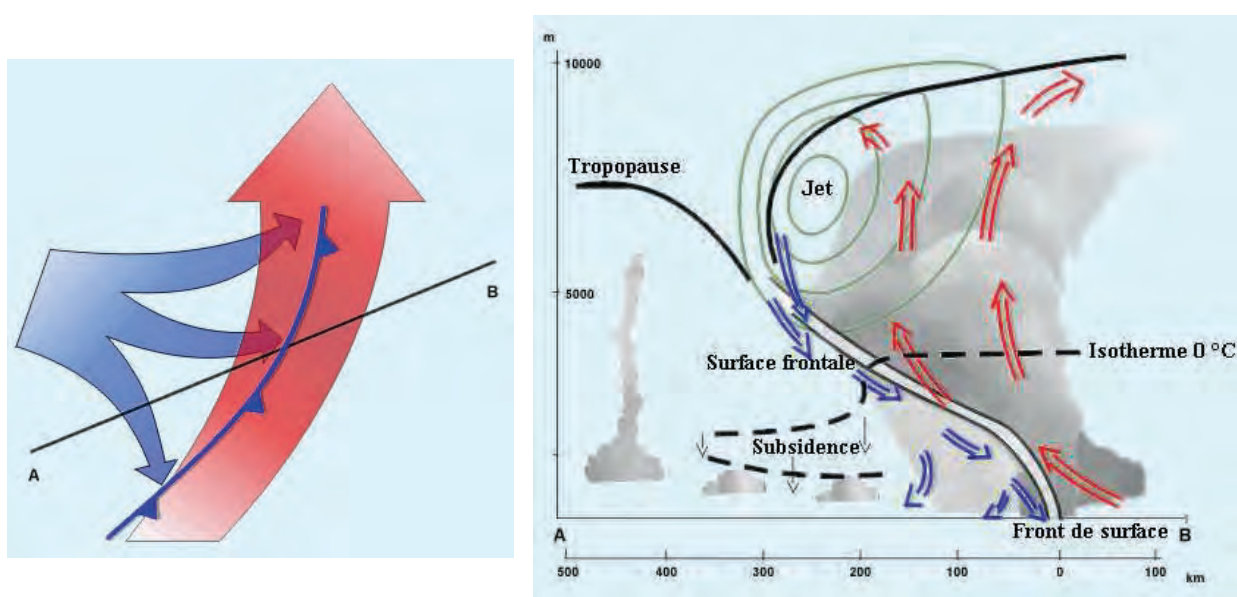 A
B
m
10000
Tropopause
Jet
5000
Isotherme 0 °C
Surface frontale
Subsidence
A
Front de surface
B
500
400
300
200
100
0
100
km